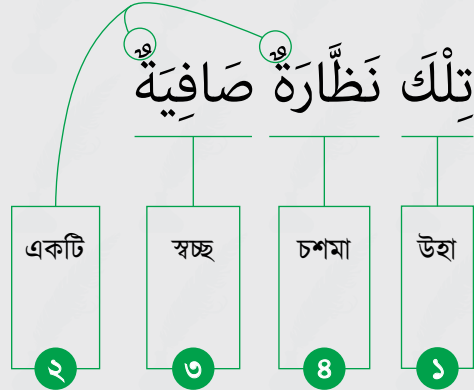 تِلْكَ نَظَّارَةٌ صَافِيَةٌ
একটি স্বচ্ছ চশমা উহা
২ ৩ ৪ ১